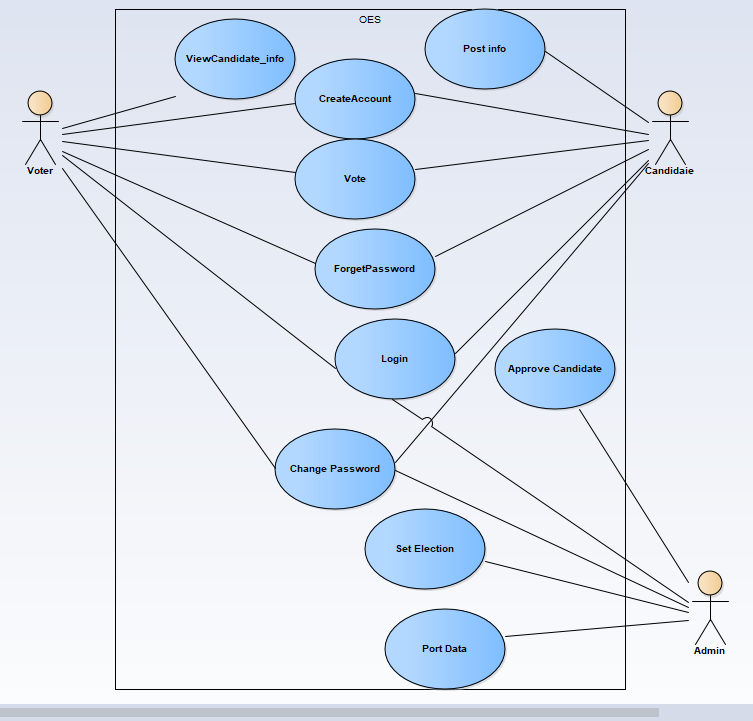 OES
Post info
ViewCandidate_info
CreateAccount
Voter
Candidaie
Vote
ForgetPassword
Login
Approve Candidate
Change Password
Set Election
Port Data
Admin